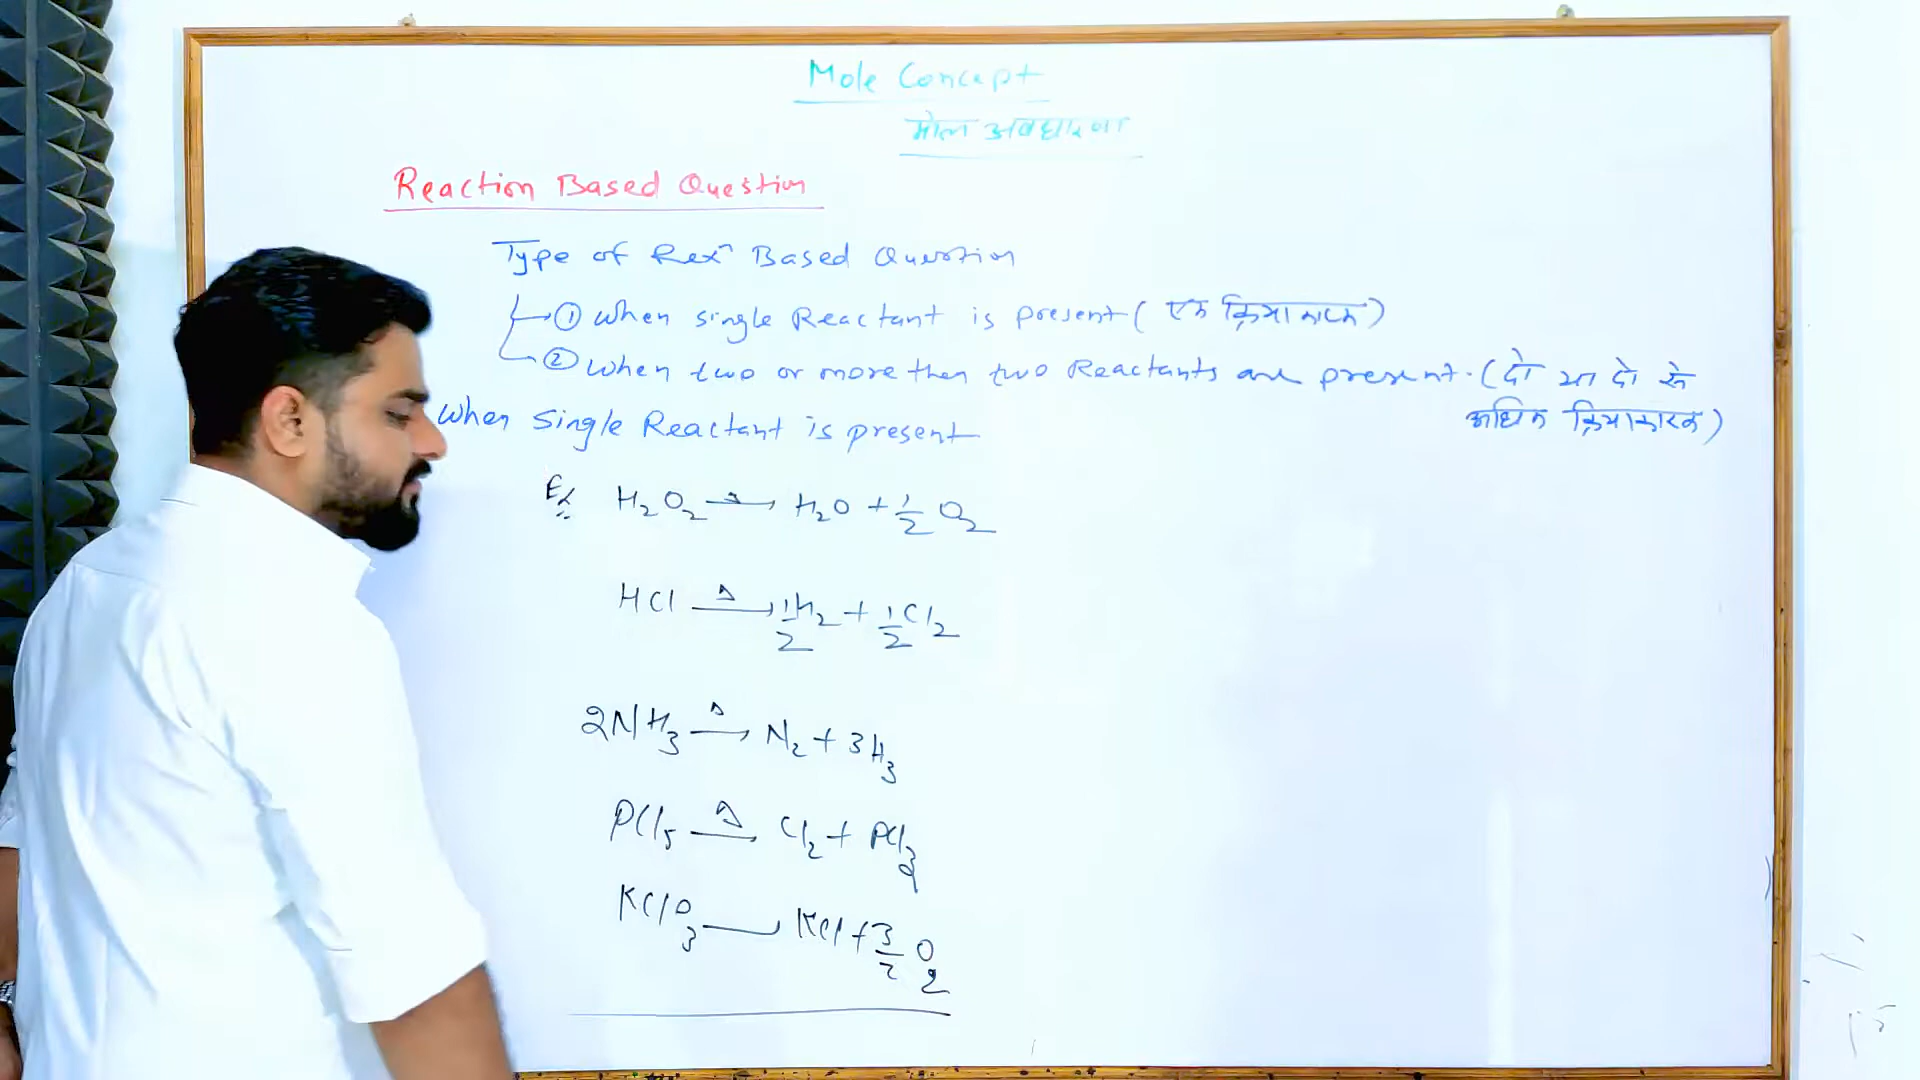 Mole Concept
मोल अवधारणा
Reaction Based Question
Type of Rexⁿ Based Question
① When single Reactant is present ( एक क्रियाकारक )
② When two or more then two Reactants are present. ( दो या दो से
अधिक क्रियाकारक )
When Single Reactant is present
Ex H₂O₂ →Δ H₂O + 1/2 O₂
HCl →Δ 1/2 H₂ + 1/2 Cl₂
2NH₃ →Δ N₂ + 3H₃
PCl₅ →Δ Cl₂ + PCl₃
KClO₃ → KCl + 3/2 O₂